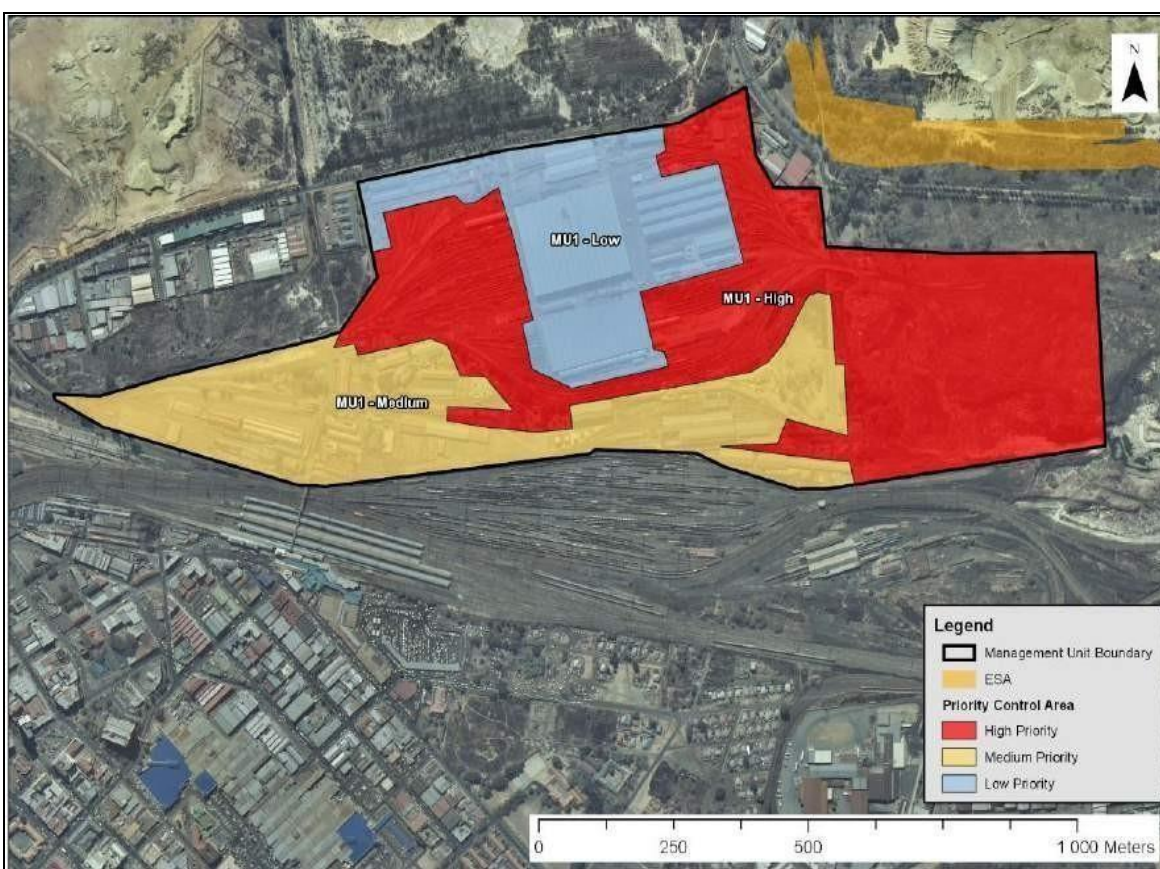 N
MU1 - Low
MU1 - High
MU1 - Medium
Legend
Management Unit Boundary
ESA
Priority Control Area
High Priority
Medium Priority
Low Priority
0 250 500 1 000 Meters